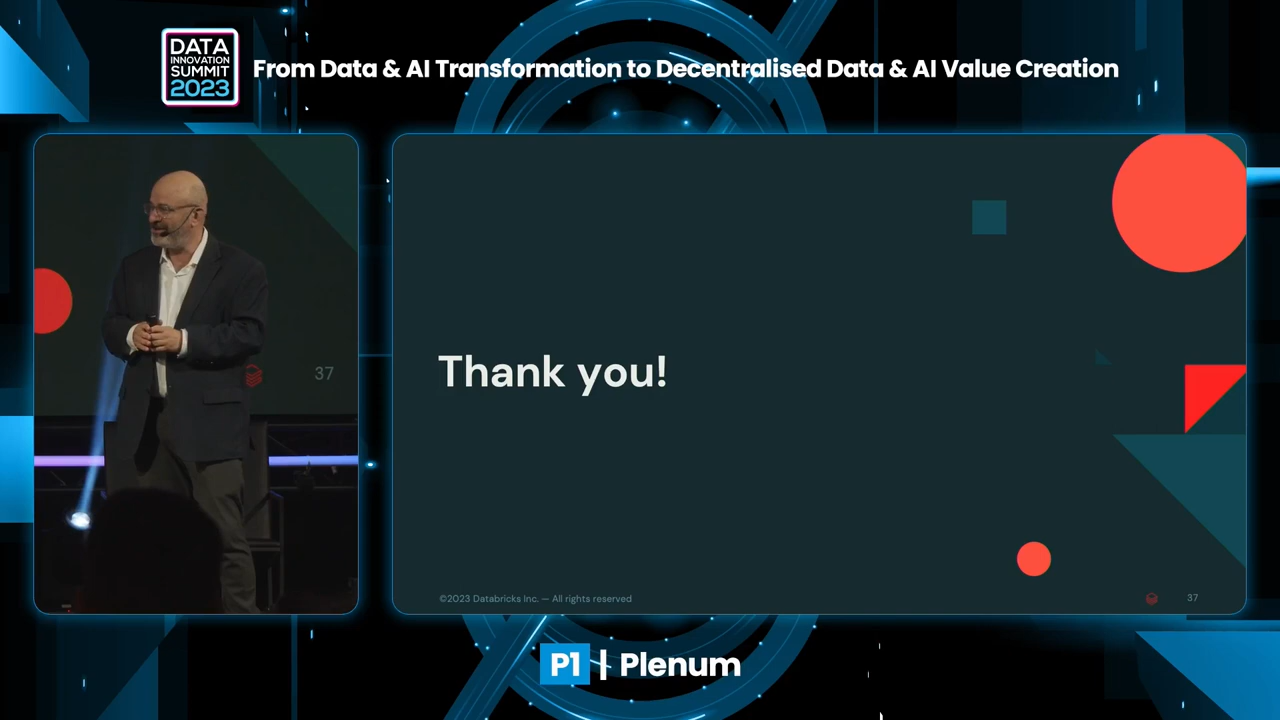 DATA
INNOVATION
SUMMIT
2023
From Data & AI Transformation to Decentralised Data & AI Value Creation
37
Thank you!
©2023 Databricks Inc. — All rights reserved
37
P1 | Plenum